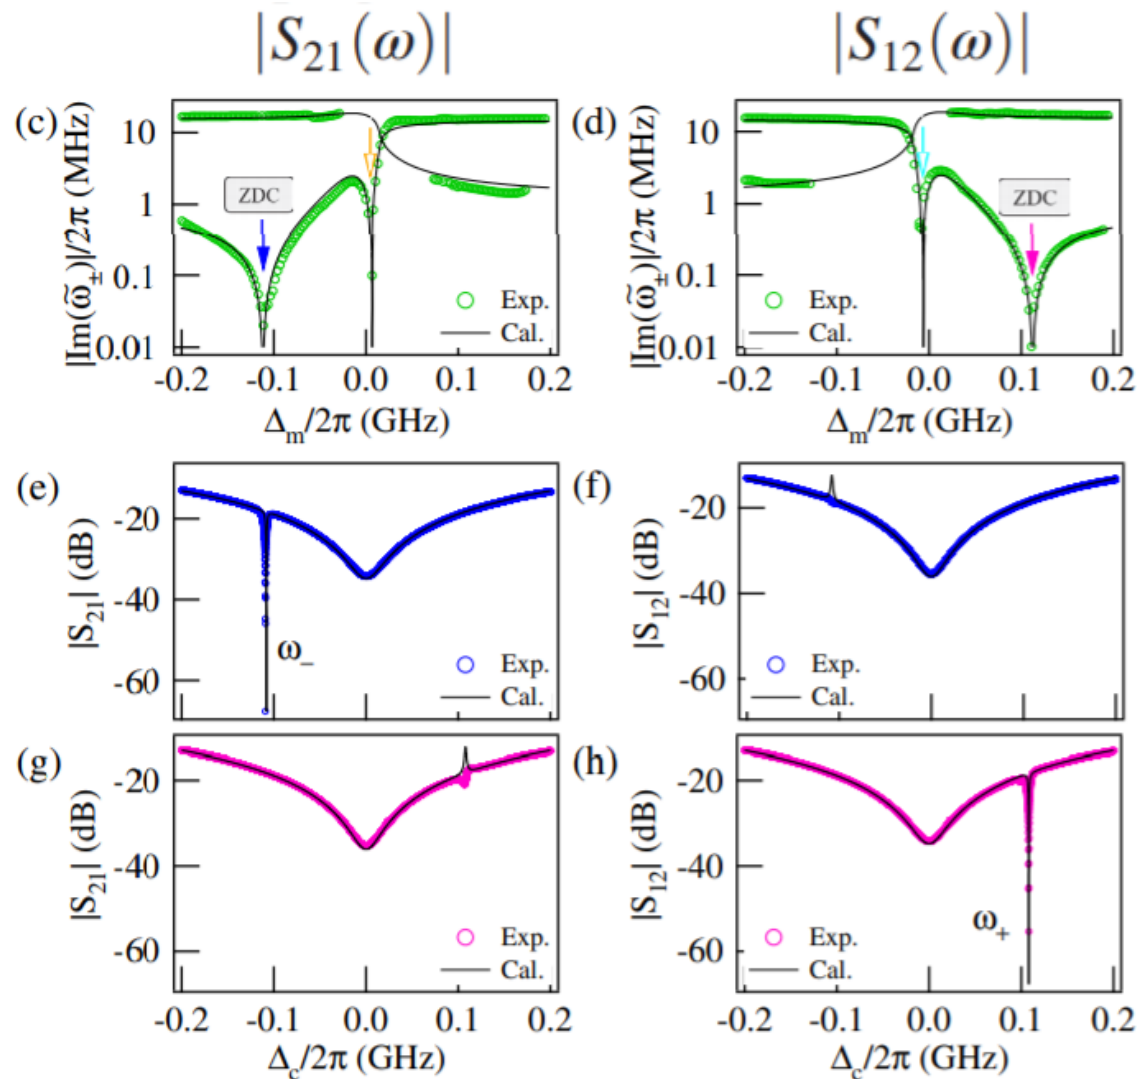 |S₂₁(ω)| |S₁₂(ω)|
(c) (d)
|Im(ω̃±)|/2π (MHz)
10
1
0.1
0.01
ZDC
Exp.
Cal.
-0.2 -0.1 0.0 0.1 0.2
Δm/2π (GHz)
|Im(ω̃±)|/2π (MHz)
10
1
0.1
0.01
ZDC
Exp.
Cal.
-0.2 -0.1 0.0 0.1 0.2
Δm/2π (GHz)
(e) (f)
|S₂₁| (dB)
-20
-40
-60
ω₋
Exp.
Cal.
|S₁₂| (dB)
-20
-40
-60
Exp.
Cal.
(g) (h)
|S₂₁| (dB)
-20
-40
-60
Exp.
Cal.
-0.2 -0.1 0.0 0.1 0.2
Δc/2π (GHz)
|S₁₂| (dB)
-20
-40
-60
ω₊
Exp.
Cal.
-0.2 -0.1 0.0 0.1 0.2
Δc/2π (GHz)